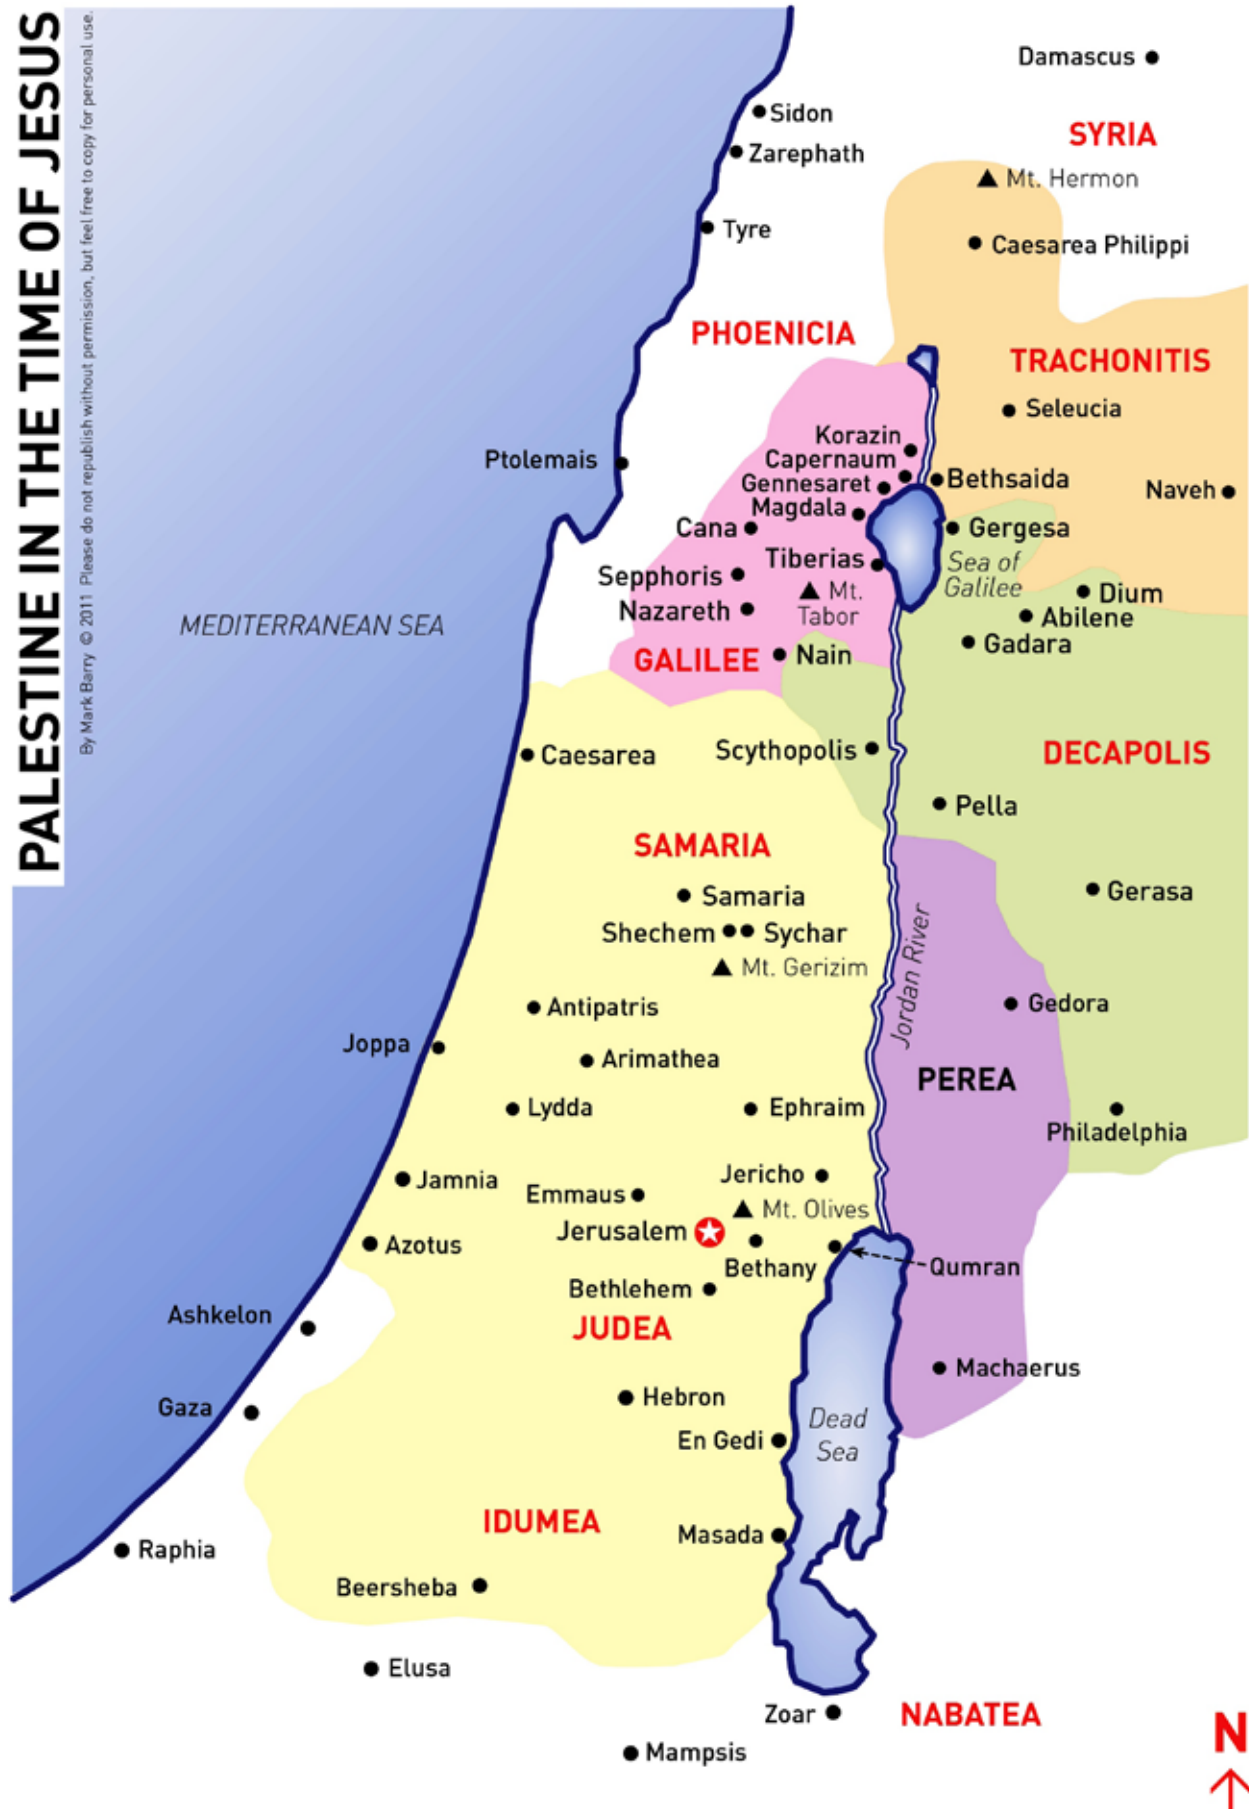 PALESTINE IN THE TIME OF JESUS
By Mark Barry © 2011 Please do not republish without permission, but feel free to copy for personal use.
Damascus
Sidon
SYRIA
Zarephath
Mt. Hermon
Tyre
Caesarea Philippi
PHOENICIA
TRACHONITIS
Seleucia
Korazin
Capernaum
Ptolemais
Gennesaret
Bethsaida
Naveh
Magdala
Cana
Gergesa
Tiberias
Sea of
Galilee
Sepphoris
Mt.
Tabor
Dium
Nazareth
Abilene
MEDITERRANEAN SEA
Gadara
GALILEE
Nain
Scythopolis
DECAPOLIS
Caesarea
Pella
SAMARIA
Samaria
Gerasa
Shechem
Sychar
Mt. Gerizim
Jordan River
Antipatris
Gedora
Joppa
Arimathea
PEREA
Lydda
Ephraim
Philadelphia
Jericho
Jamnia
Emmaus
Mt. Olives
Jerusalem
Azotus
Bethany
Qumran
Bethlehem
Ashkelon
JUDEA
Machaerus
Hebron
Gaza
Dead
Sea
En Gedi
IDUMEA
Masada
Raphia
Beersheba
Elusa
Zoar
NABATEA
Mampsis
N